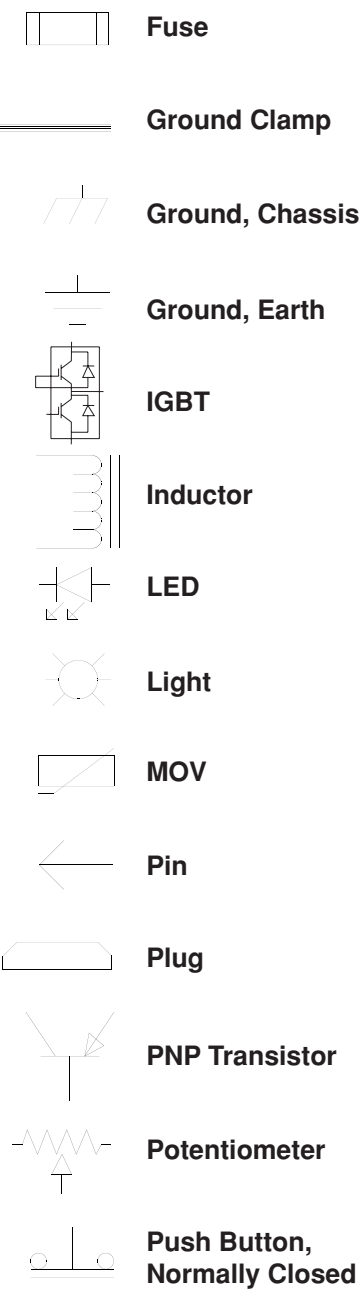 Fuse
Ground Clamp
Ground, Chassis
Ground, Earth
IGBT
Inductor
LED
Light
MOV
Pin
Plug
PNP Transistor
Potentiometer
Push Button,
Normally Closed